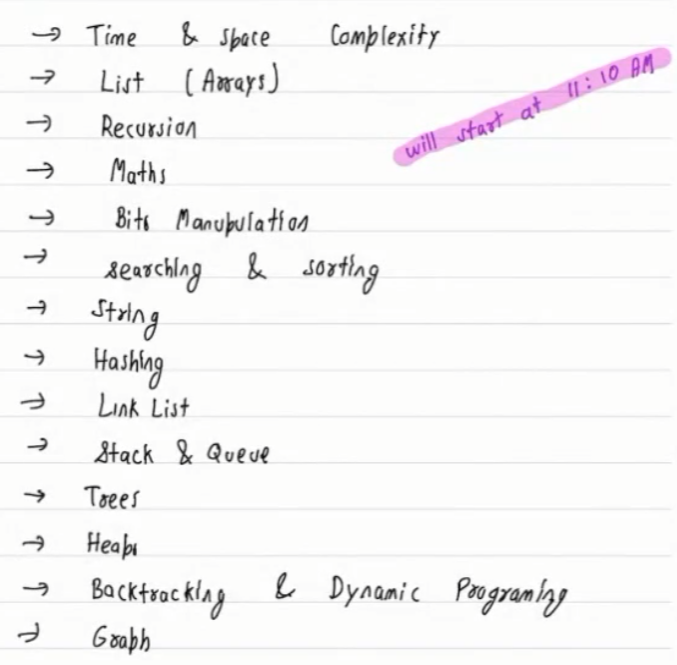 → Time & Space Complexity
→ List (Arrays)
will start at 11:10 AM
→ Recursion
→ Maths
→ Bits Manupulation
→ searching & sorting
→ String
→ Hashing
→ Link List
→ Stack & Queue
→ Trees
→ Heaps
→ Backtracking & Dynamic Programing
→ Graph